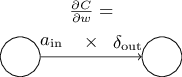 ∂C/∂w =
a_in × δ_out